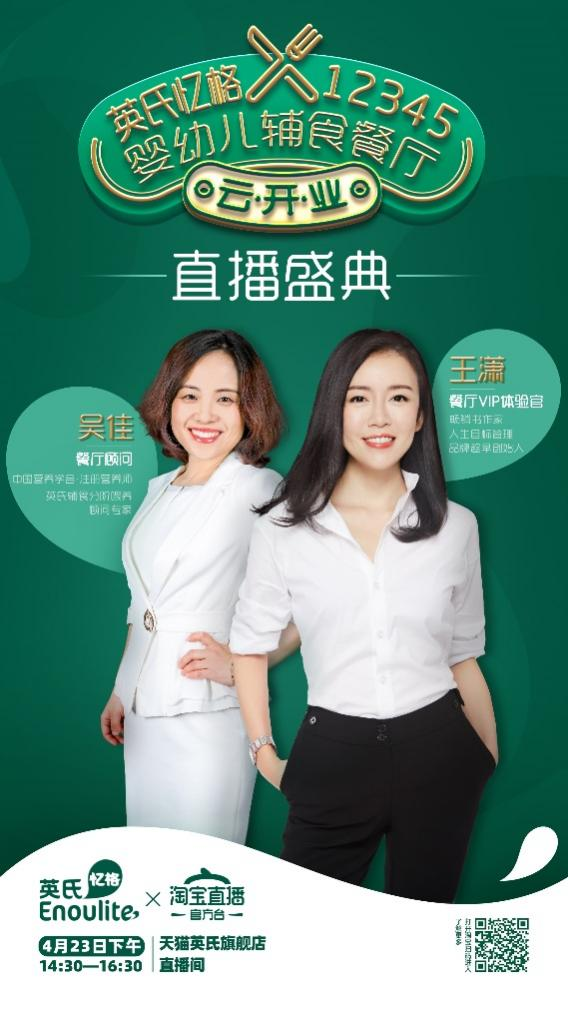 英氏忆格 12345
婴幼儿辅食餐厅
云·开·业
直播盛典
王潇
餐厅VIP体验官
畅销书作家
人生目标管理
品牌趁早创始人
吴佳
餐厅顾问
中国营养学会·注册营养师
英氏辅食分阶喂养
顾问专家
英氏 忆格
Enoulite
×
淘宝直播
官方台
4月23日下午
14:30—16:30
天猫英氏旗舰店
直播间
了解更多